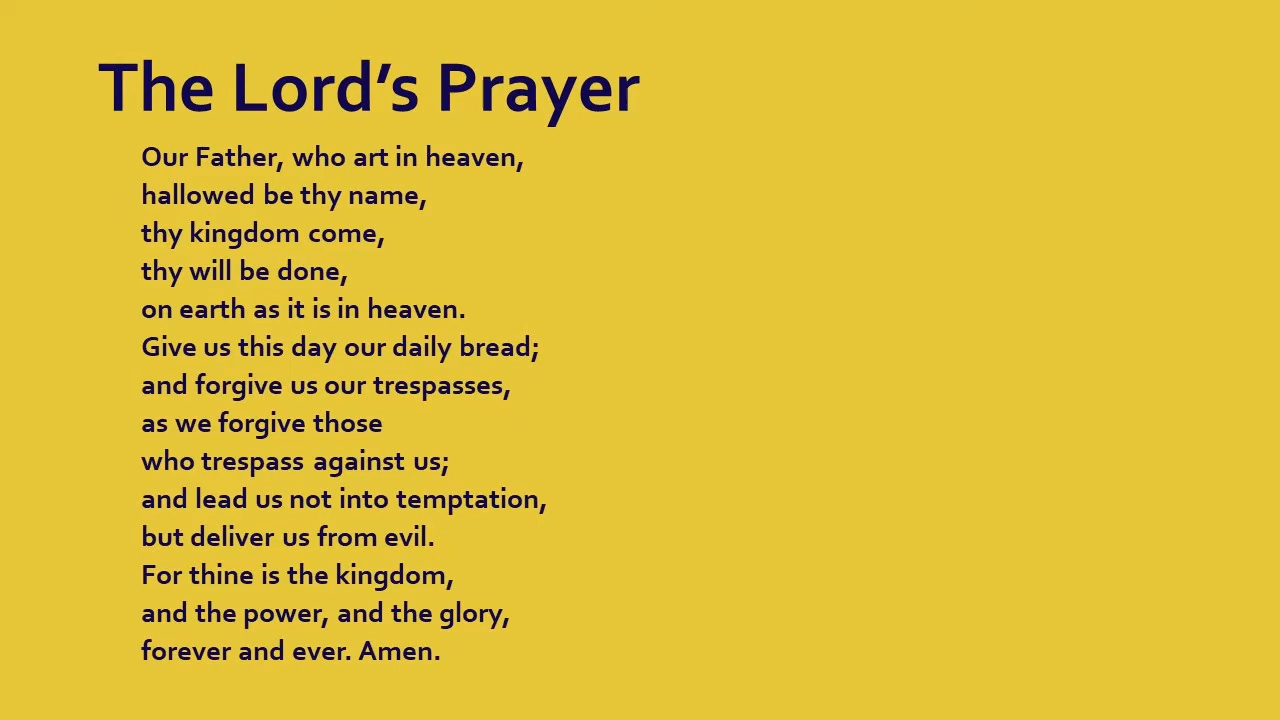 The Lord’s Prayer
Our Father, who art in heaven,
hallowed be thy name,
thy kingdom come,
thy will be done,
on earth as it is in heaven.
Give us this day our daily bread;
and forgive us our trespasses,
as we forgive those
who trespass against us;
and lead us not into temptation,
but deliver us from evil.
For thine is the kingdom,
and the power, and the glory,
forever and ever. Amen.